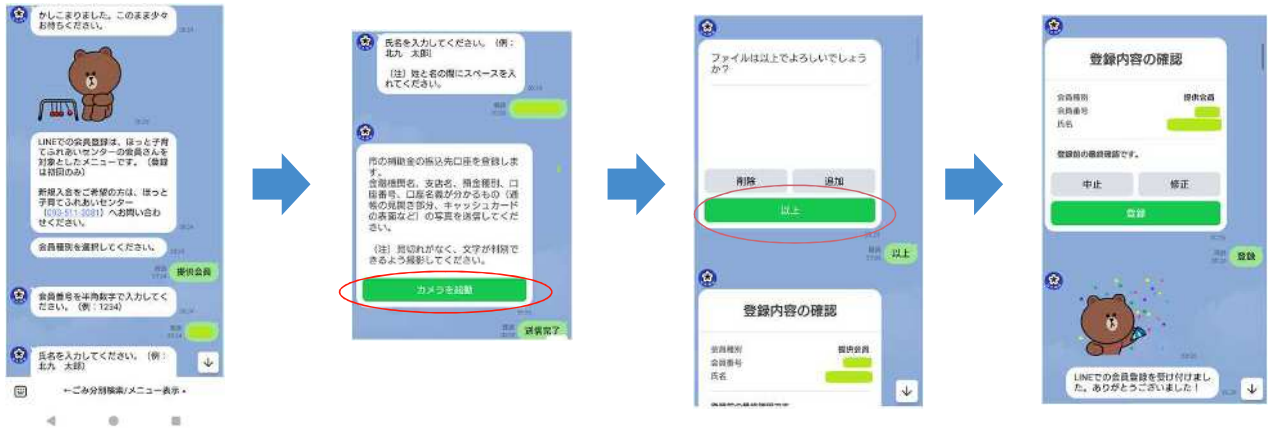 かしこまりました。このまま少々
お待ちください。
LINEでの会員登録は、ほっと子育
てふれあいセンターの会員さんを
対象としたメニューです。（登録
は初回のみ）
新規入会をご希望の方は、ほっと
子育てふれあいセンター
（093-511-2081）へお問い合わ
せください。
会員種別を選択してください。
提供会員
会員番号を半角数字で入力してく
ださい。（例：1234）
氏名を入力してください。（例：
北九 太郎）
←ごみ分別検索/メニュー表示・
氏名を入力してください。（例：
北九 太郎）
（注）姓と名の間にスペースを入
れてください。
市の補助金の振込先口座を登録しま
す。
金融機関名、支店名、預金種別、口
座番号、口座名義が分かるもの（通
帳の見開き部分、キャッシュカード
の表面など）の写真を送信してくだ
さい。
（注）見切れがなく、文字が判別で
きるよう撮影してください。
カメラを起動
送信完了
ファイルは以上でよろしいでしょう
か？
削除
追加
以上
以上
登録内容の確認
会員種別 提供会員
会員番号
氏名
登録前の最終確認です。
登録内容の確認
会員種別 提供会員
会員番号
氏名
登録前の最終確認です。
中止
修正
登録
登録
LINEでの会員登録を受け付けまし
た。ありがとうございました！